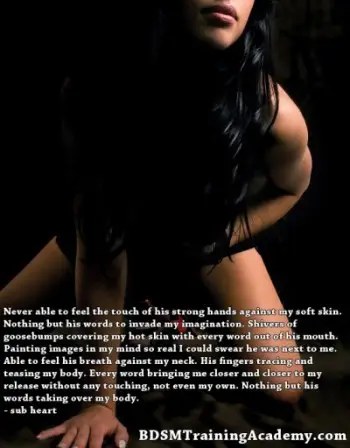 Never able to feel the touch of his strong hands against my soft skin.
Nothing but his words to invade my imagination. Shivers of
goosebumps covering my hot skin with every word out of his mouth.
Painting images in my mind so real I could swear he was next to me.
Able to feel his breath against my neck. His fingers tracing and
teasing my body. Every word bringing me closer and closer to my
release without any touching, not even my own. Nothing but his
words taking over my body.
- sub heart
BDSMTrainingAcademy.com